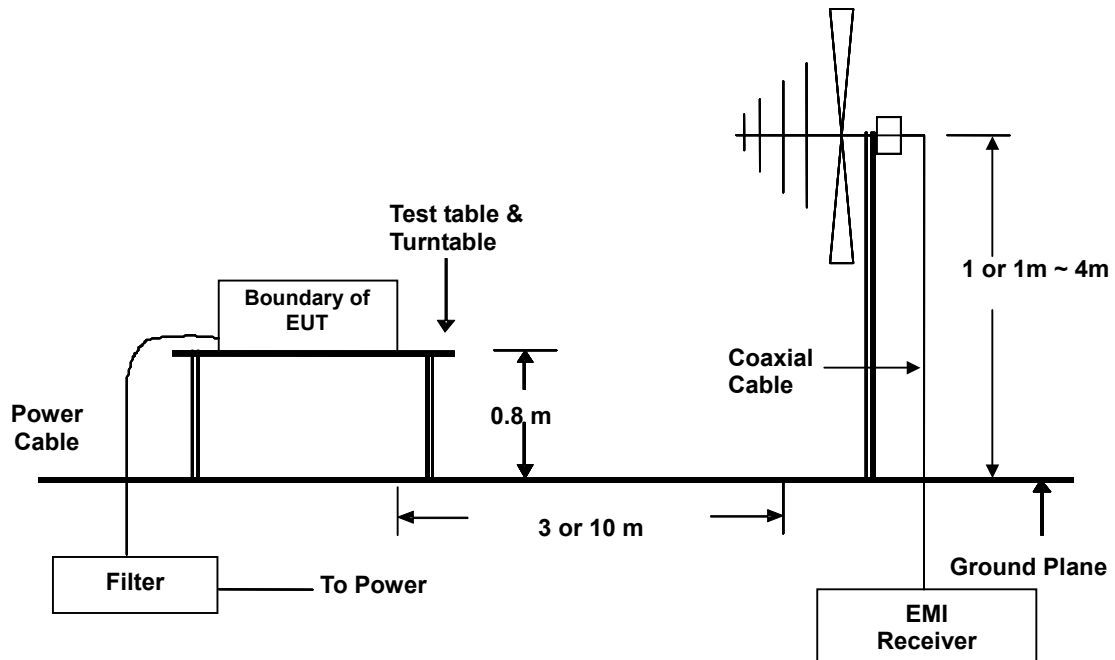 Test table &
Turntable
1 or 1m ~ 4m
Boundary of
EUT
Coaxial
Cable
0.8 m
Power
Cable
3 or 10 m
Ground Plane
Filter
To Power
EMI
Receiver